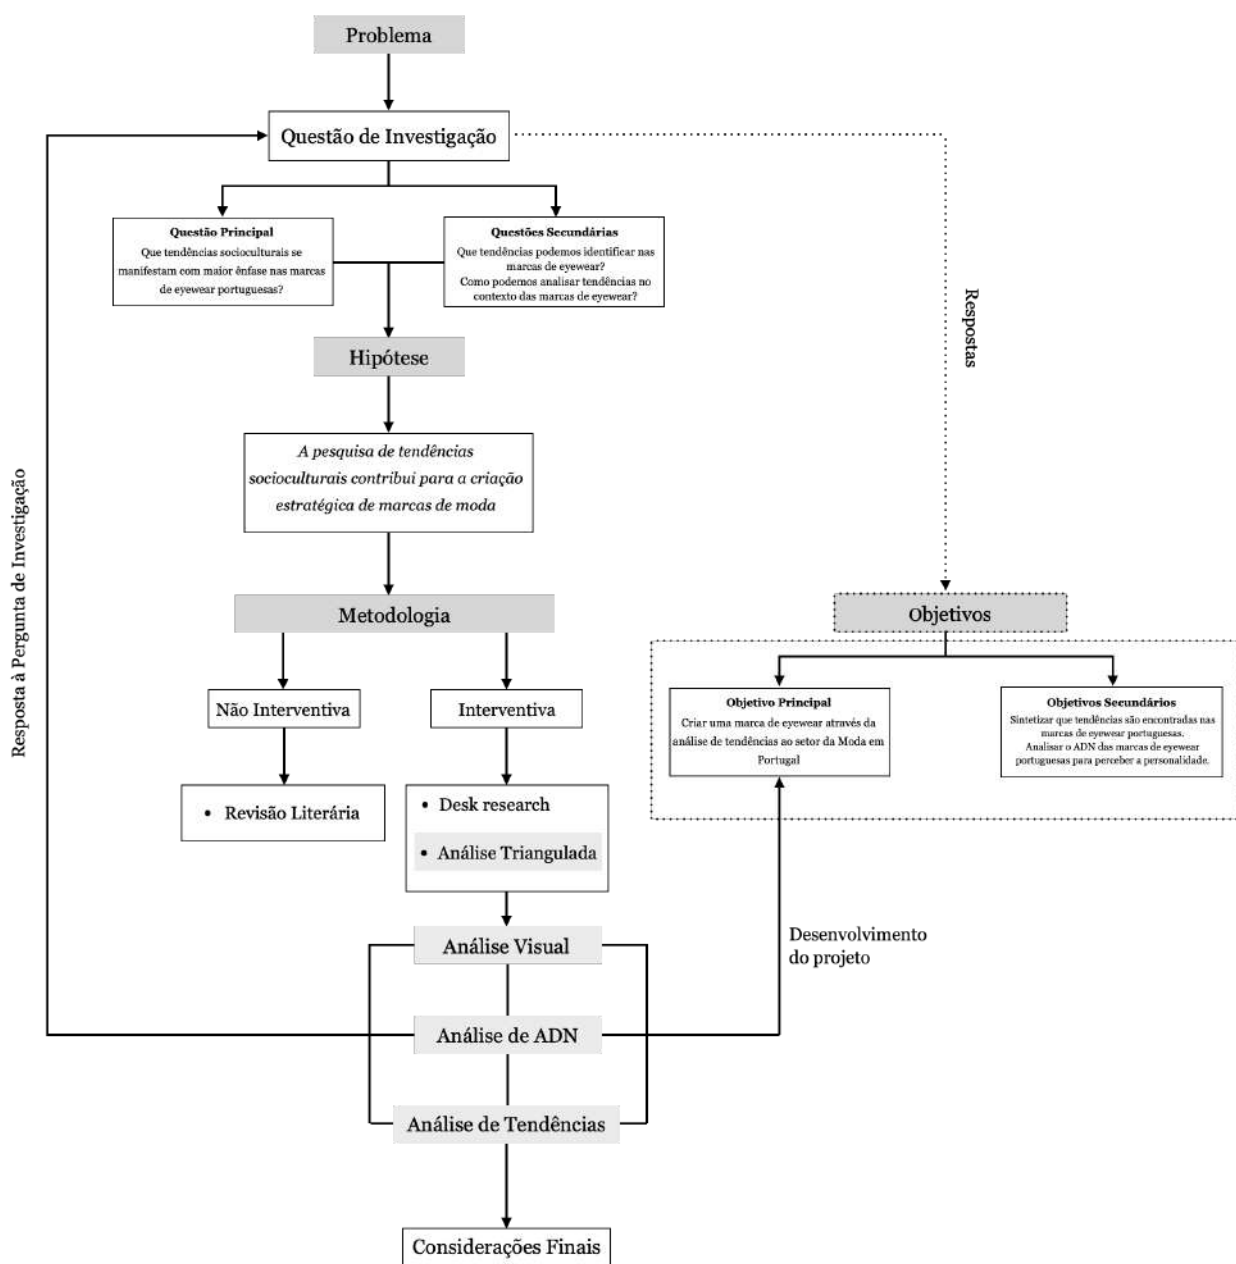 Problema
Questão de Investigação
Questão Principal
Que tendências socioculturais se
manifestam com maior ênfase nas marcas
de eyewear portuguesas?
Questões Secundárias
Que tendências podemos identificar nas
marcas de eyewear?
Como podemos analisar tendências no
contexto das marcas de eyewear?
Respostas
Hipótese
A pesquisa de tendências
socioculturais contribui para a criação
estratégica de marcas de moda
Resposta à Pergunta de Investigação
Metodologia
Objetivos
Não Interventiva
Interventiva
Objetivo Principal
Criar uma marca de eyewear através da
análise de tendências ao setor da Moda em
Portugal
Objetivos Secundários
Sintetizar que tendências são encontradas nas
marcas de eyewear portuguesas.
Analisar o ADN das marcas de eyewear
portuguesas para perceber a personalidade.
• Revisão Literária
• Desk research
• Análise Triangulada
Análise Visual
Desenvolvimento
do projeto
Análise de ADN
Análise de Tendências
Considerações Finais